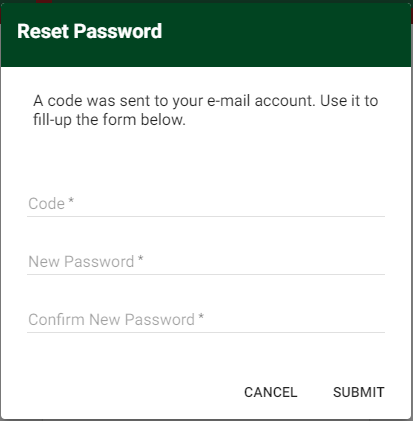 Reset Password
A code was sent to your e-mail account. Use it to
fill-up the form below.
Code *
New Password *
Confirm New Password *
CANCEL SUBMIT